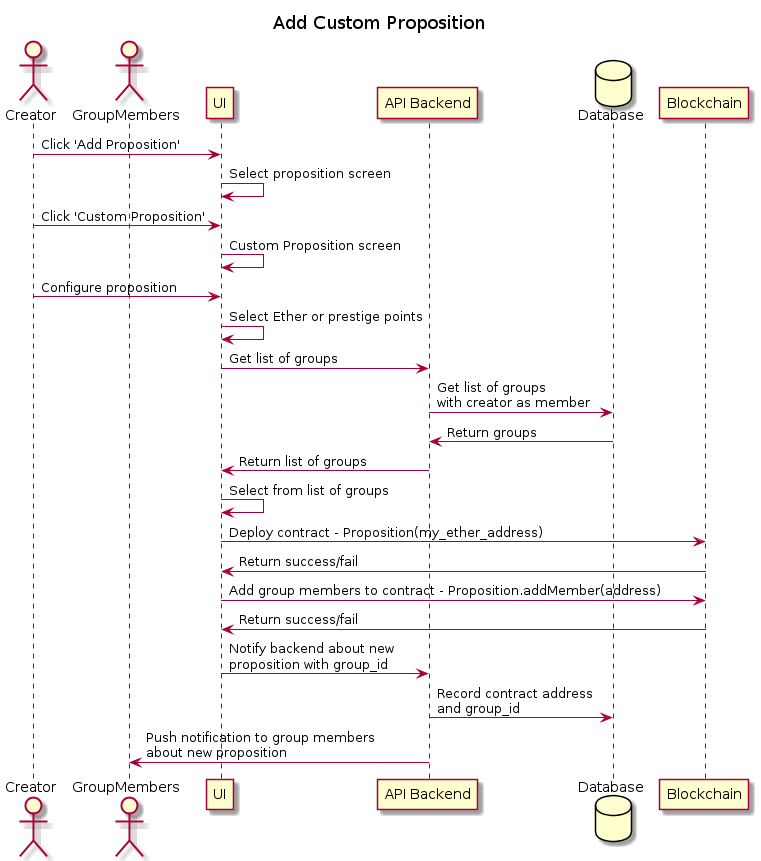 Add Custom Proposition
Creator
GroupMembers
UI
API Backend
Database
Blockchain
Click 'Add Proposition'
Select proposition screen
Click 'Custom Proposition'
Custom Proposition screen
Configure proposition
Select Ether or prestige points
Get list of groups
Get list of groups
with creator as member
Return groups
Return list of groups
Select from list of groups
Deploy contract - Proposition(my_ether_address)
Return success/fail
Add group members to contract - Proposition.addMember(address)
Return success/fail
Notify backend about new
proposition with group_id
Record contract address
and group_id
Push notification to group members
about new proposition
Creator
GroupMembers
UI
API Backend
Database
Blockchain